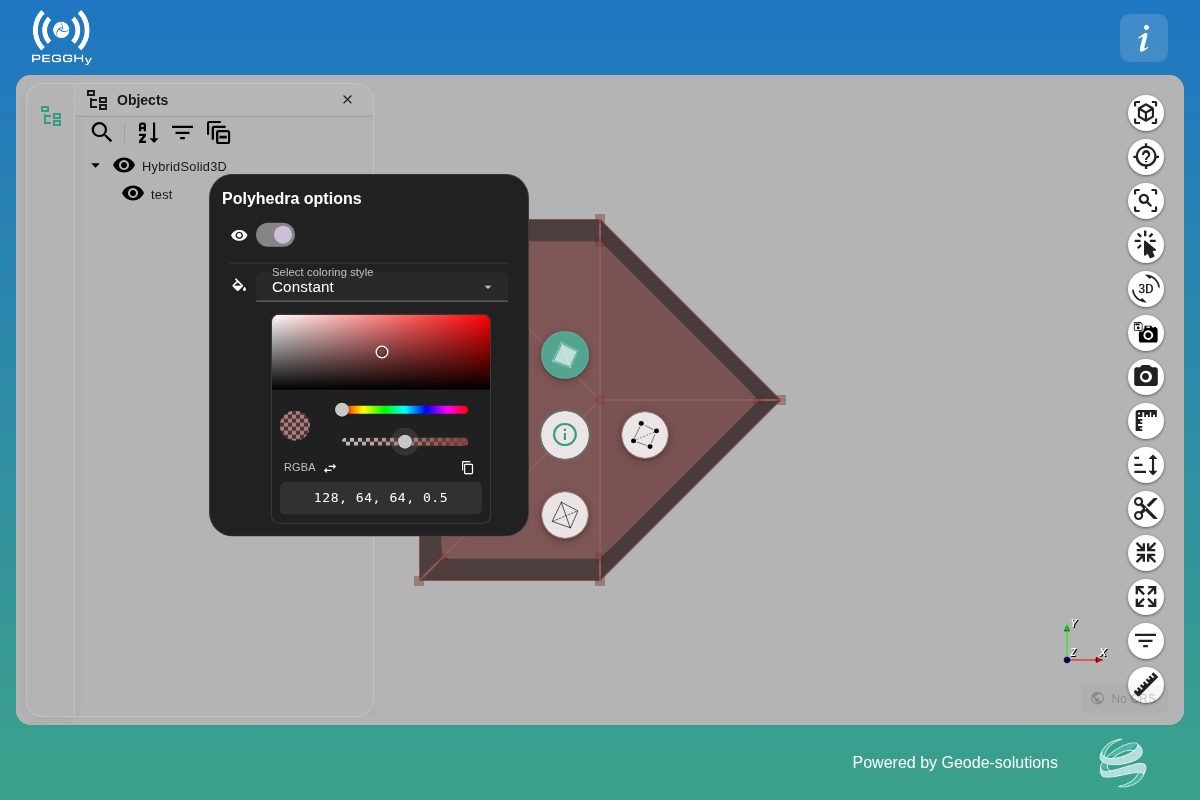 PEGGHy
i
Objects
A
Z
HybridSolid3D
test
Polyhedra options
Select coloring style
Constant
RGBA
128, 64, 64, 0.5
3D
Y
Z
X
No CRS
Powered by Geode-solutions